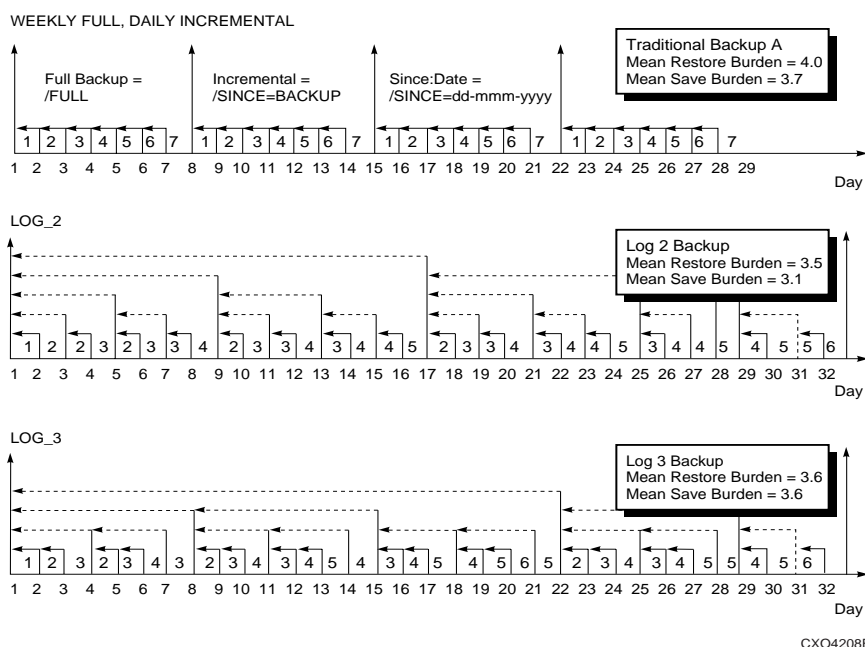 WEEKLY FULL, DAILY INCREMENTAL
Traditional Backup A
Mean Restore Burden = 4.0
Mean Save Burden = 3.7
Full Backup =
/FULL
Incremental =
/SINCE=BACKUP
Since:Date =
/SINCE=dd-mmm-yyyy
1 2 3 4 5 6 7 1 2 3 4 5 6 7 1 2 3 4 5 6 7 1 2 3 4 5 6 7
1 2 3 4 5 6 7 8 9 10 11 12 13 14 15 16 17 18 19 20 21 22 23 24 25 26 27 28 29
Day
LOG_2
Log 2 Backup
Mean Restore Burden = 3.5
Mean Save Burden = 3.1
1 2 2 3 2 3 3 4 2 3 3 4 3 4 4 5 2 3 3 4 3 4 4 5 3 4 4 5 4 5 5 6
1 2 3 4 5 6 7 8 9 10 11 12 13 14 15 16 17 18 19 20 21 22 23 24 25 26 27 28 29 30 31 32
Day
LOG_3
Log 3 Backup
Mean Restore Burden = 3.6
Mean Save Burden = 3.6
1 2 3 2 3 4 3 2 3 4 3 4 5 4 3 4 5 4 5 6 5 2 3 4 3 4 5 5 4 5 6
1 2 3 4 5 6 7 8 9 10 11 12 13 14 15 16 17 18 19 20 21 22 23 24 25 26 27 28 29 30 31 32
Day